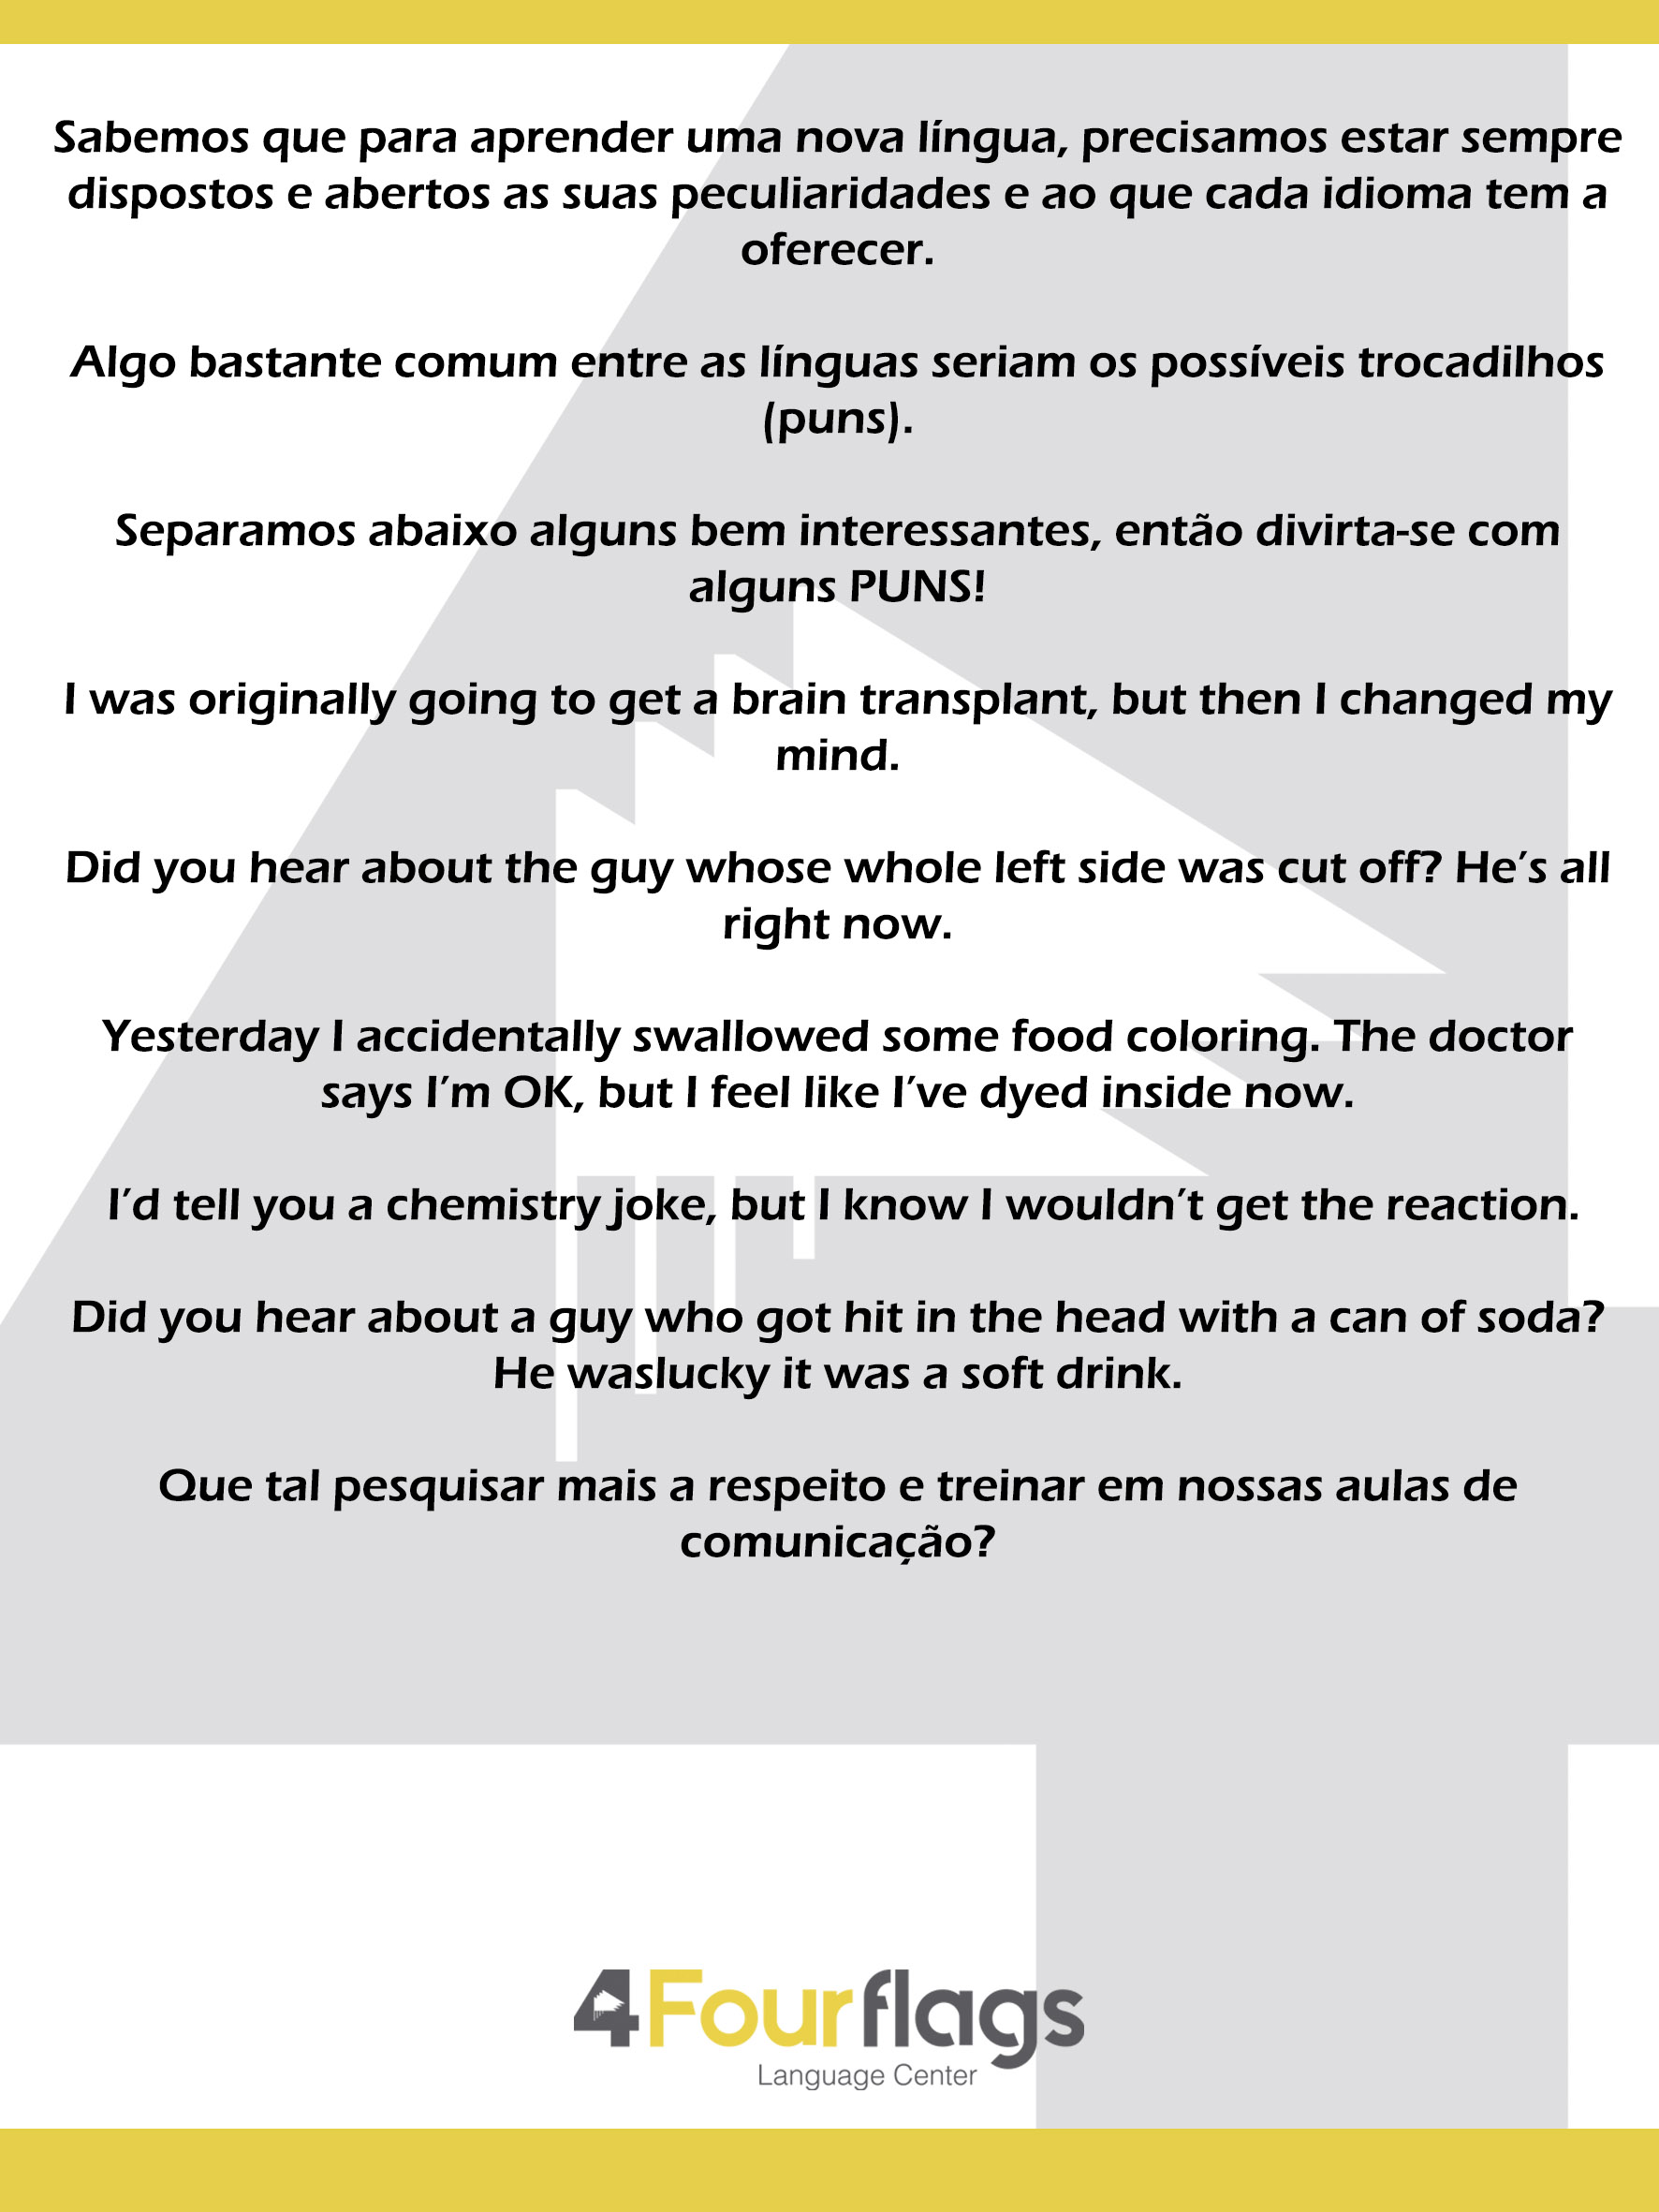 Sabemos que para aprender uma nova língua, precisamos estar sempre
dispostos e abertos as suas peculiaridades e ao que cada idioma tem a
oferecer.
Algo bastante comum entre as línguas seriam os possíveis trocadilhos
(puns).
Separamos abaixo alguns bem interessantes, então divirta-se com
alguns PUNS!
I was originally going to get a brain transplant, but then I changed my
mind.
Did you hear about the guy whose whole left side was cut off? He’s all
right now.
Yesterday I accidentally swallowed some food coloring. The doctor
says I’m OK, but I feel like I’ve dyed inside now.
I’d tell you a chemistry joke, but I know I wouldn’t get the reaction.
Did you hear about a guy who got hit in the head with a can of soda?
He waslucky it was a soft drink.
Que tal pesquisar mais a respeito e treinar em nossas aulas de
comunicação?
4 Fourflags
Language Center